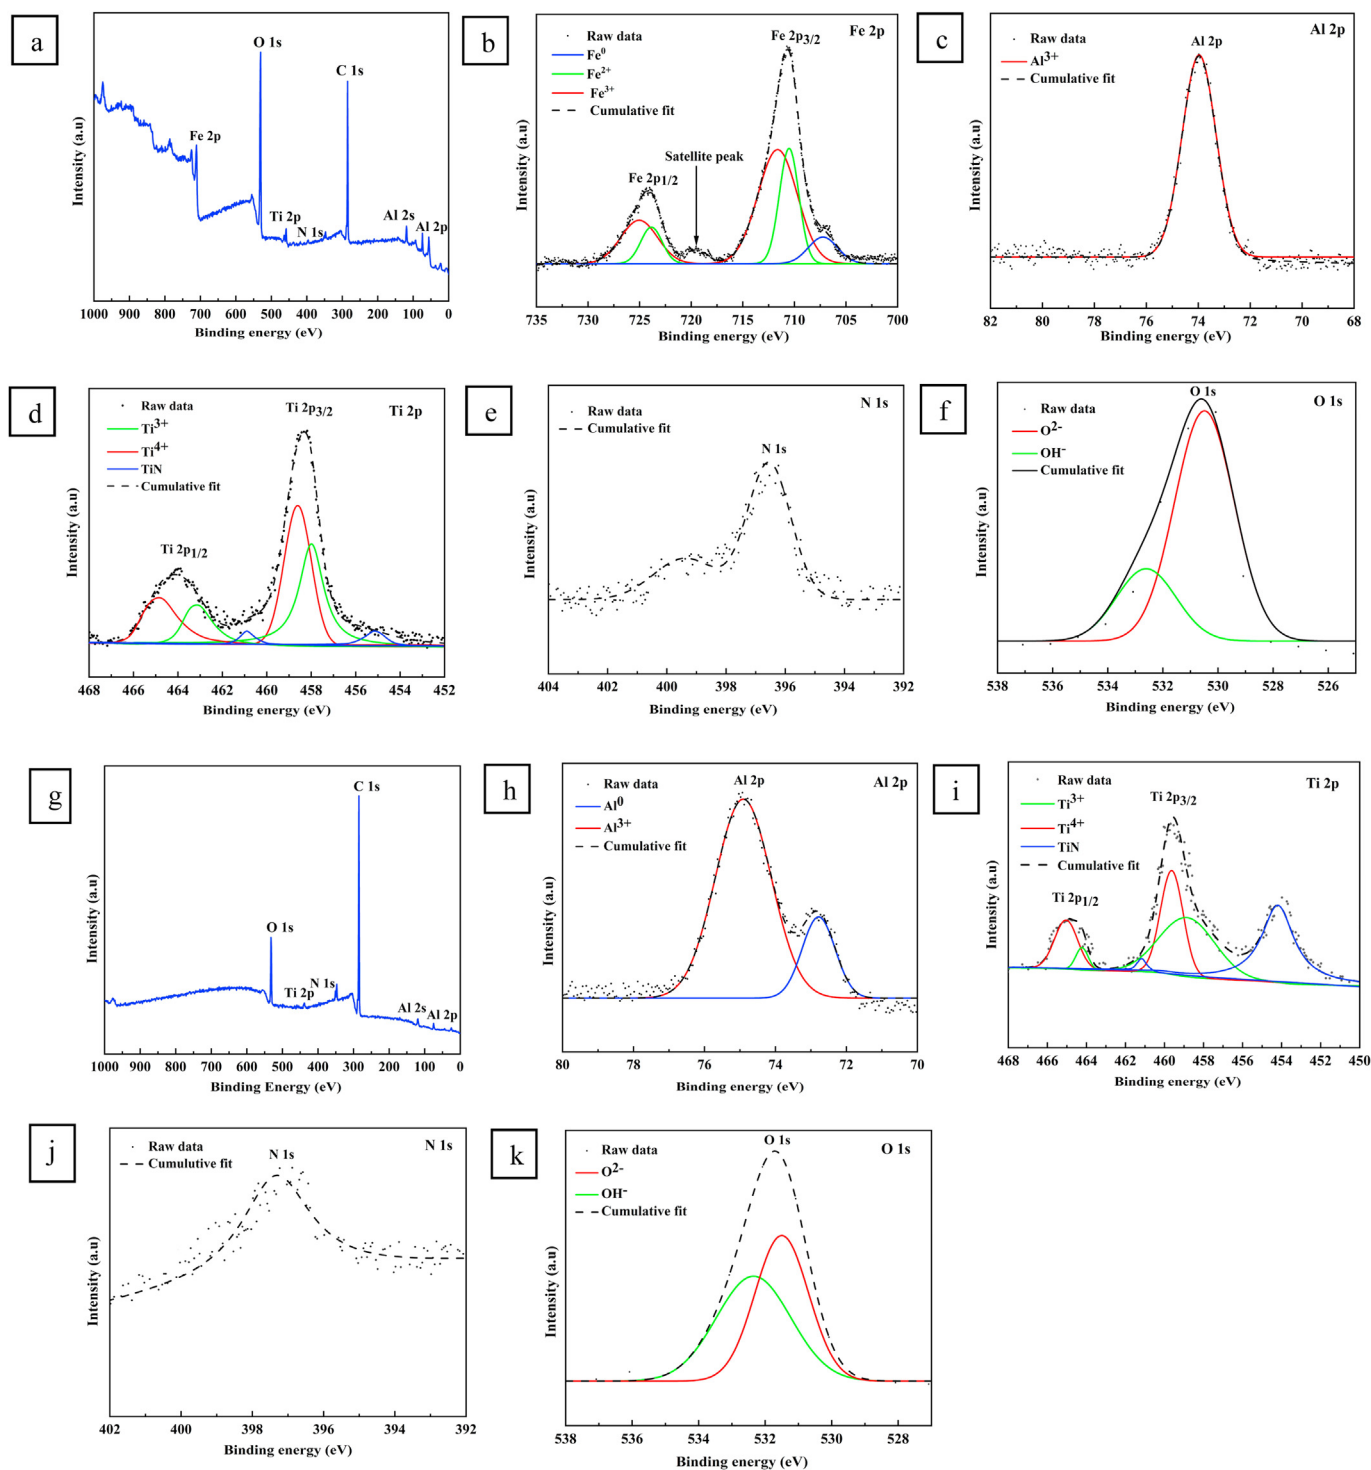 a
O 1s
C 1s
Fe 2p
Ti 2p
N 1s
Al 2s
Al 2p
Intensity (a.u)
1000 900 800 700 600 500 400 300 200 100 0
Binding energy (eV)
b
Raw data
Fe0
Fe2+
Fe3+
Cumulative fit
Fe 2p3/2
Fe 2p
Satellite peak
Fe 2p1/2
Intensity (a.u)
735 730 725 720 715 710 705 700
Binding energy (eV)
c
Raw data
Al3+
Cumulative fit
Al 2p
Al 2p
Intensity (a.u)
82 80 78 76 74 72 70 68
Binding energy (eV)
d
Raw data
Ti3+
Ti4+
TiN
Cumulative fit
Ti 2p3/2
Ti 2p
Ti 2p1/2
Intensity (a.u)
468 466 464 462 460 458 456 454 452
Binding energy (eV)
e
Raw data
Cumulative fit
N 1s
N 1s
Intensity (a.u)
404 402 400 398 396 394 392
Binding energy (eV)
f
Raw data
O2-
OH-
Cumulative fit
O 1s
O 1s
Intensity (a.u)
538 536 534 532 530 528 526
Binding energy (eV)
g
C 1s
O 1s
Ti 2p
N 1s
Al 2s
Al 2p
Intensity (a.u)
1000 900 800 700 600 500 400 300 200 100 0
Binding Energy (eV)
h
Raw data
Al0
Al3+
Cumulative fit
Al 2p
Al 2p
Intensity (a.u)
80 78 76 74 72 70
Binding energy (eV)
i
Raw data
Ti3+
Ti4+
TiN
Cumulative fit
Ti 2p3/2
Ti 2p
Ti 2p1/2
Intensity (a.u)
468 466 464 462 460 458 456 454 452 450
Binding energy (eV)
j
Raw data
Cumulutive fit
N 1s
N 1s
Intensity (a.u)
402 400 398 396 394 392
Binding energy (eV)
k
Raw data
O2-
OH-
Cumulative fit
O 1s
O 1s
Intensity (a.u)
538 536 534 532 530 528
Binding energy (eV)